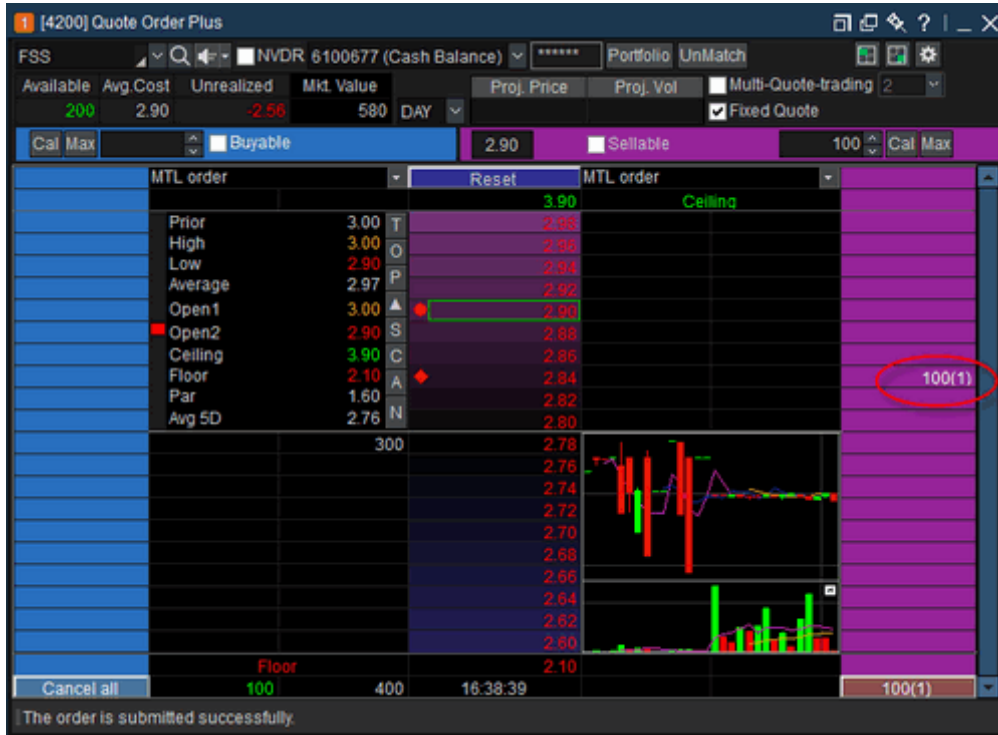 1 [4200] Quote Order Plus
FSS NVDR 6100677 (Cash Balance) ****** Portfolio UnMatch
Available Avg.Cost Unrealized Mkt. Value Proj. Price Proj. Vol Multi-Quote-trading 2
200 2.90 -2.56 580 DAY Fixed Quote
Cal Max Buyable 2.90 Sellable 100 Cal Max
MTL order Reset MTL order
3.90 Ceiling
Prior 3.00 T 2.98
High 3.00 O 2.96
Low 2.90 P 2.94
Average 2.97 2.92
Open1 3.00 2.90
Open2 2.90 S 2.88
Ceiling 3.90 C 2.86
Floor 2.10 A 2.84 100(1)
Par 1.60 2.82
Avg 5D 2.76 N 2.80
300 2.78
2.76
2.74
2.72
2.70
2.68
2.66
2.64
2.62
2.60
Floor 2.10
Cancel all 100 400 16:38:39 100(1)
The order is submitted successfully.